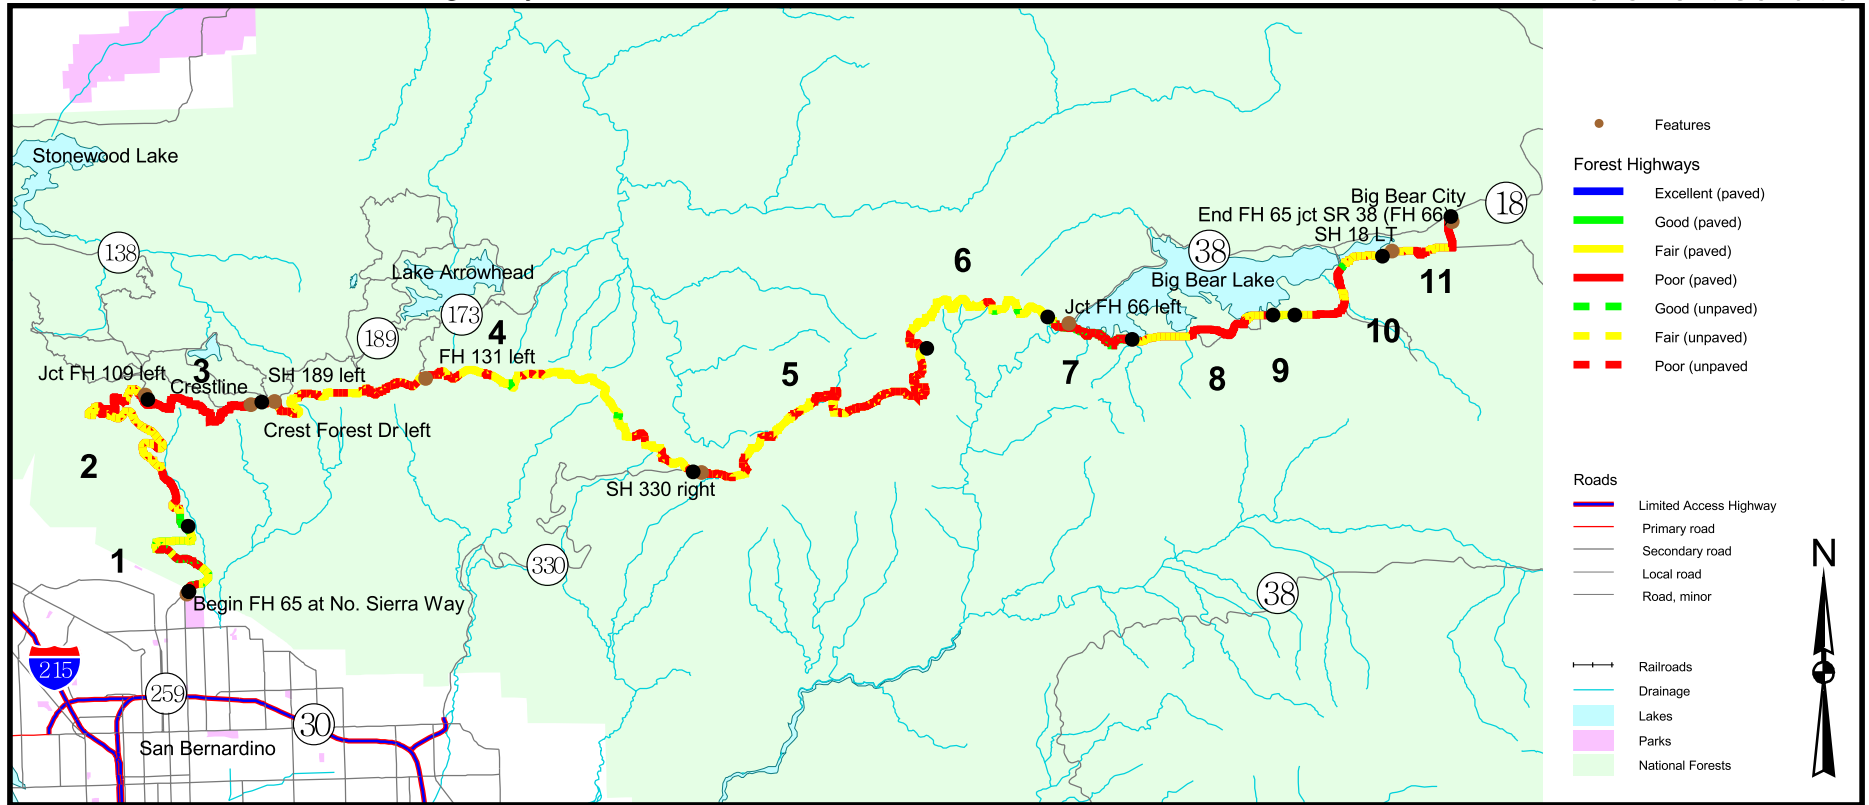 Stonewood Lake
138
Lake Arrowhead
173
189
4
FH 131 left
3
Jct FH 109 left
Crestline
SH 189 left
Crest Forest Dr left
2
1
Begin FH 65 at No. Sierra Way
215
259
30
San Bernardino
5
SH 330 right
330
6
Jct FH 66 left
7
8
9
10
11
38
Big Bear Lake
Big Bear City
End FH 65 jct SR 38 (FH 66)
SH 18 LT
18
38
Features
Forest Highways
Excellent (paved)
Good (paved)
Fair (paved)
Poor (paved)
Good (unpaved)
Fair (unpaved)
Poor (unpaved
Roads
Limited Access Highway
Primary road
Secondary road
Local road
Road, minor
Railroads
Drainage
Lakes
Parks
National Forests
N